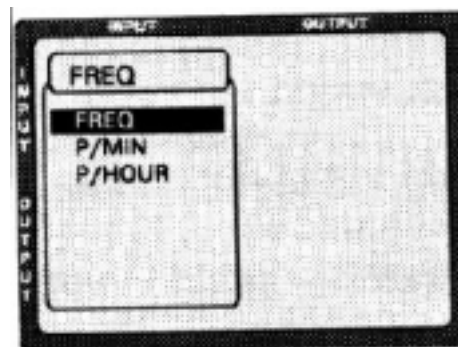 INPUT OUTPUT
INPUT
OUTPUT
FREQ
FREQ
P/MIN
P/HOUR